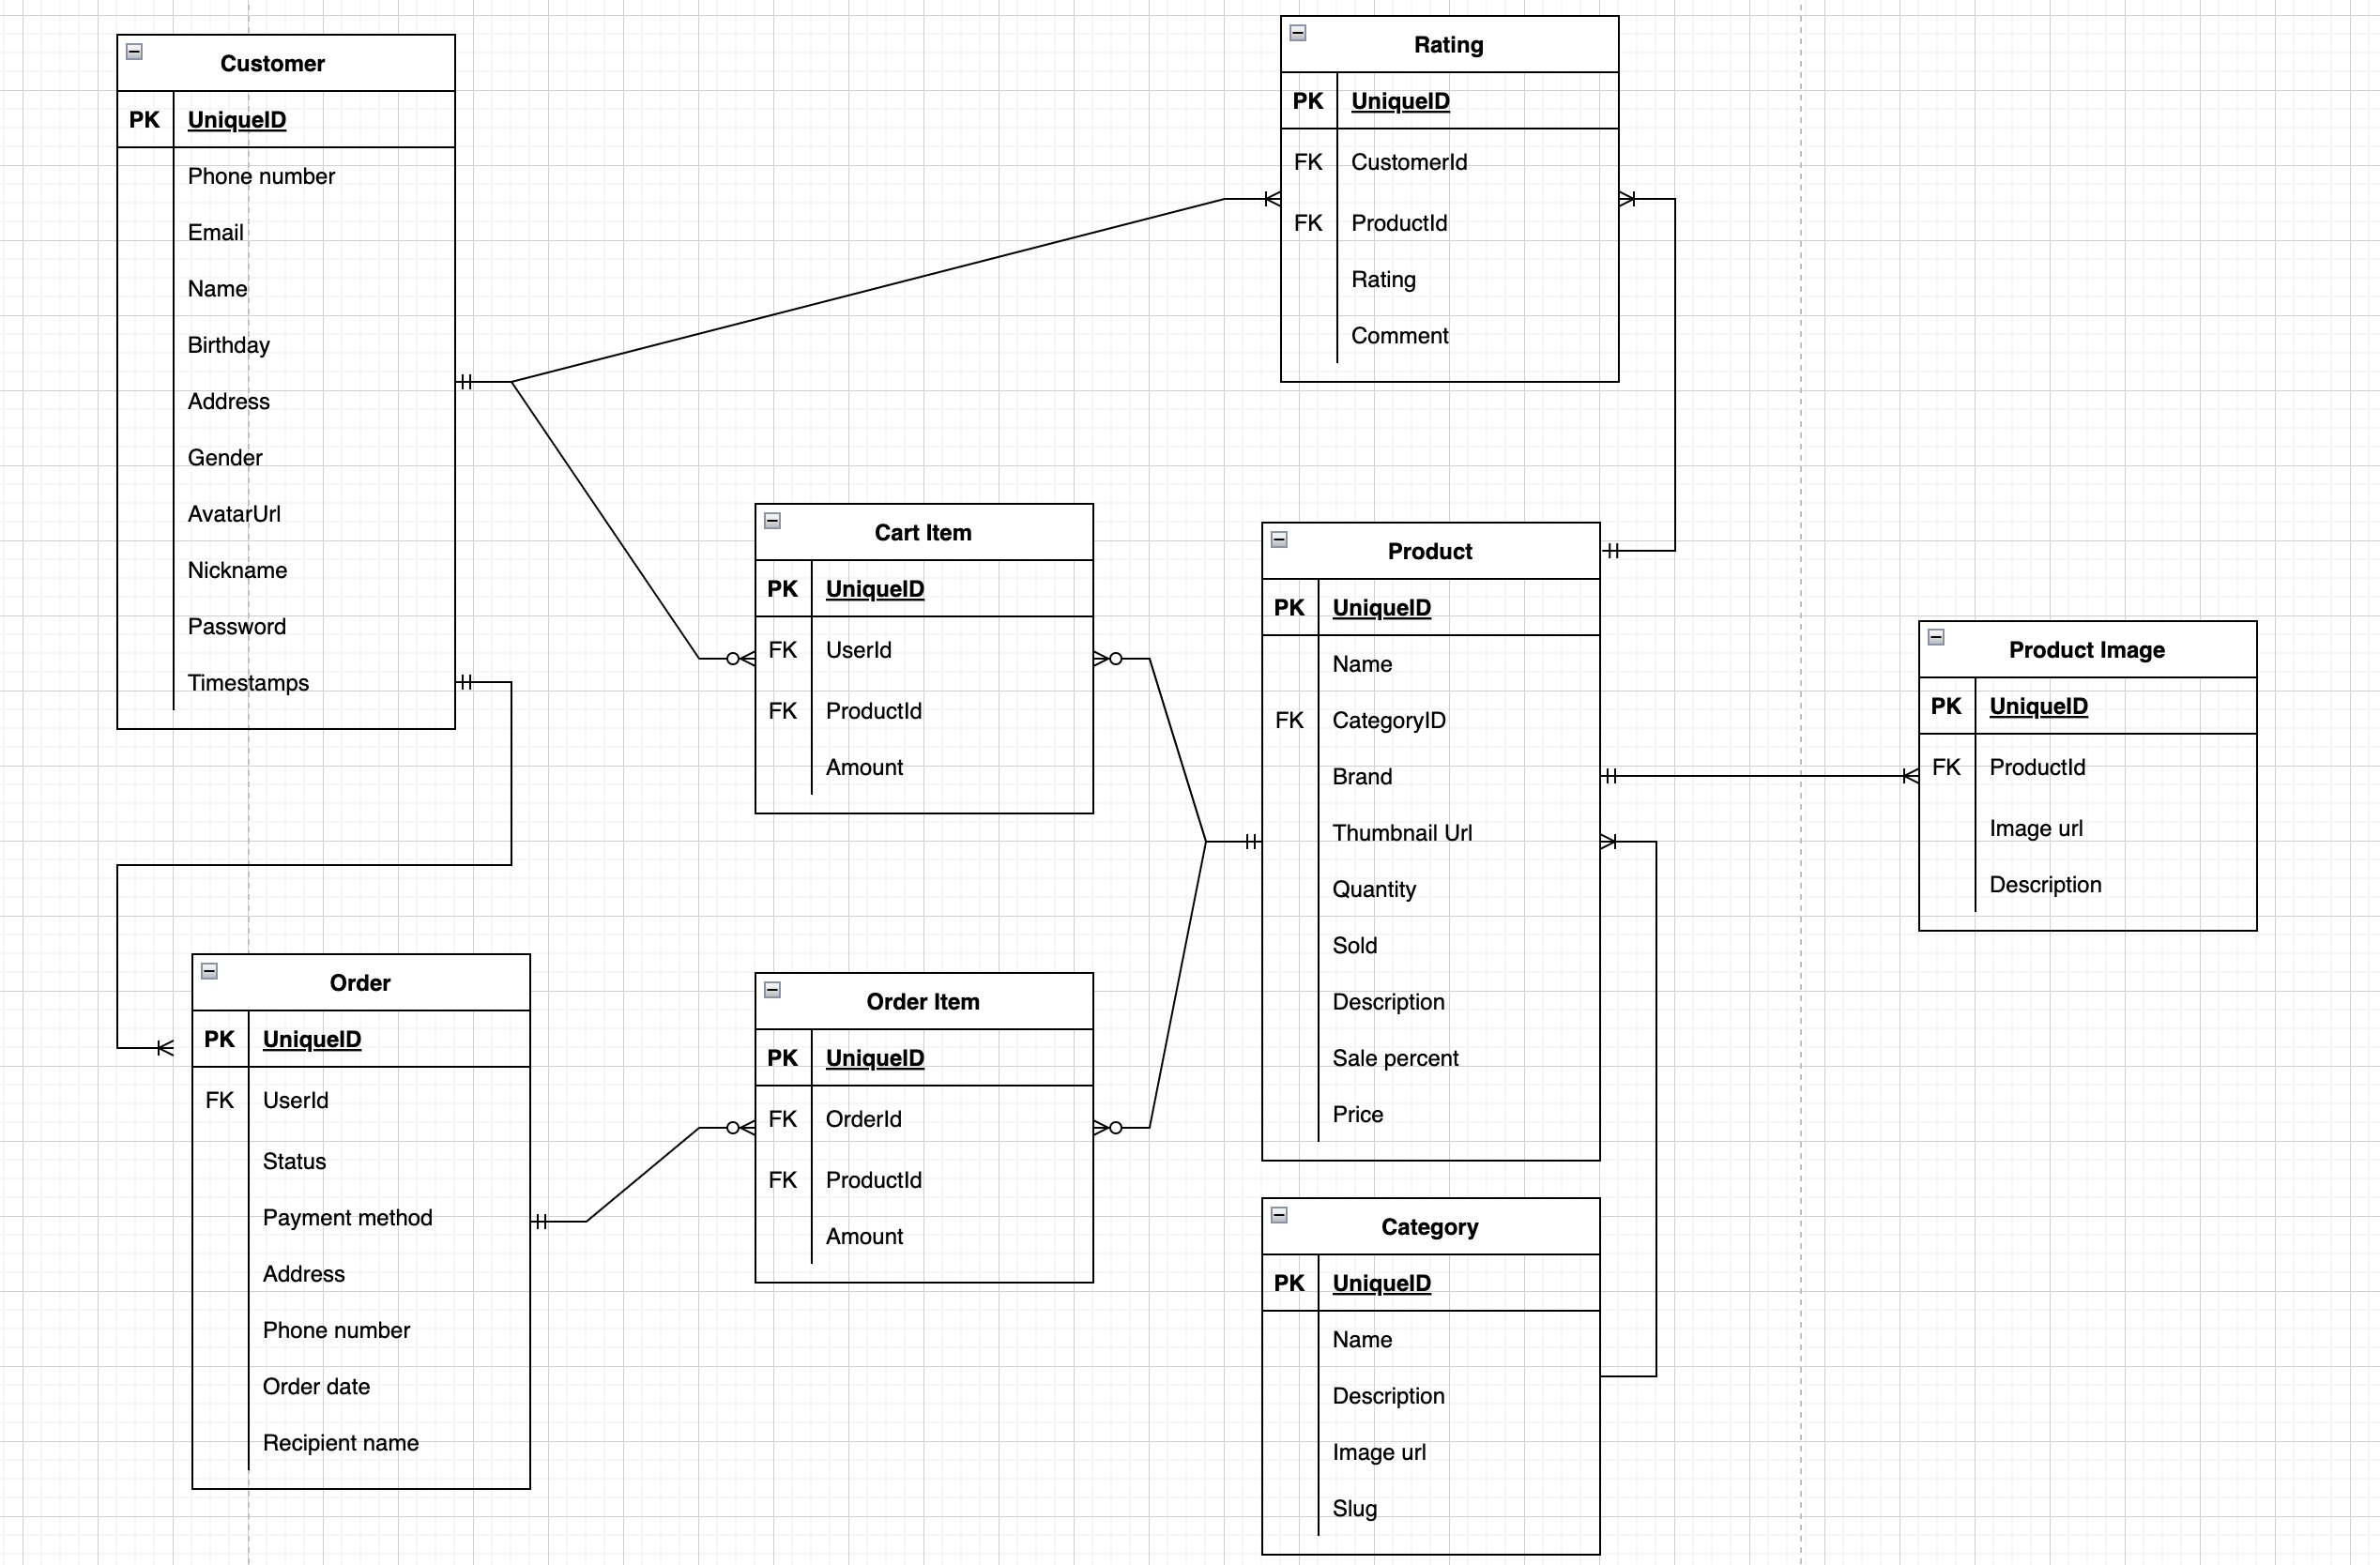 Customer
PK UniqueID
Phone number
Email
Name
Birthday
Address
Gender
AvatarUrl
Nickname
Password
Timestamps
Rating
PK UniqueID
FK CustomerId
FK ProductId
Rating
Comment
Cart Item
PK UniqueID
FK UserId
FK ProductId
Amount
Product
PK UniqueID
Name
FK CategoryID
Brand
Thumbnail Url
Quantity
Sold
Description
Sale percent
Price
Product Image
PK UniqueID
FK ProductId
Image url
Description
Order
PK UniqueID
FK UserId
Status
Payment method
Address
Phone number
Order date
Recipient name
Order Item
PK UniqueID
FK OrderId
FK ProductId
Amount
Category
PK UniqueID
Name
Description
Image url
Slug